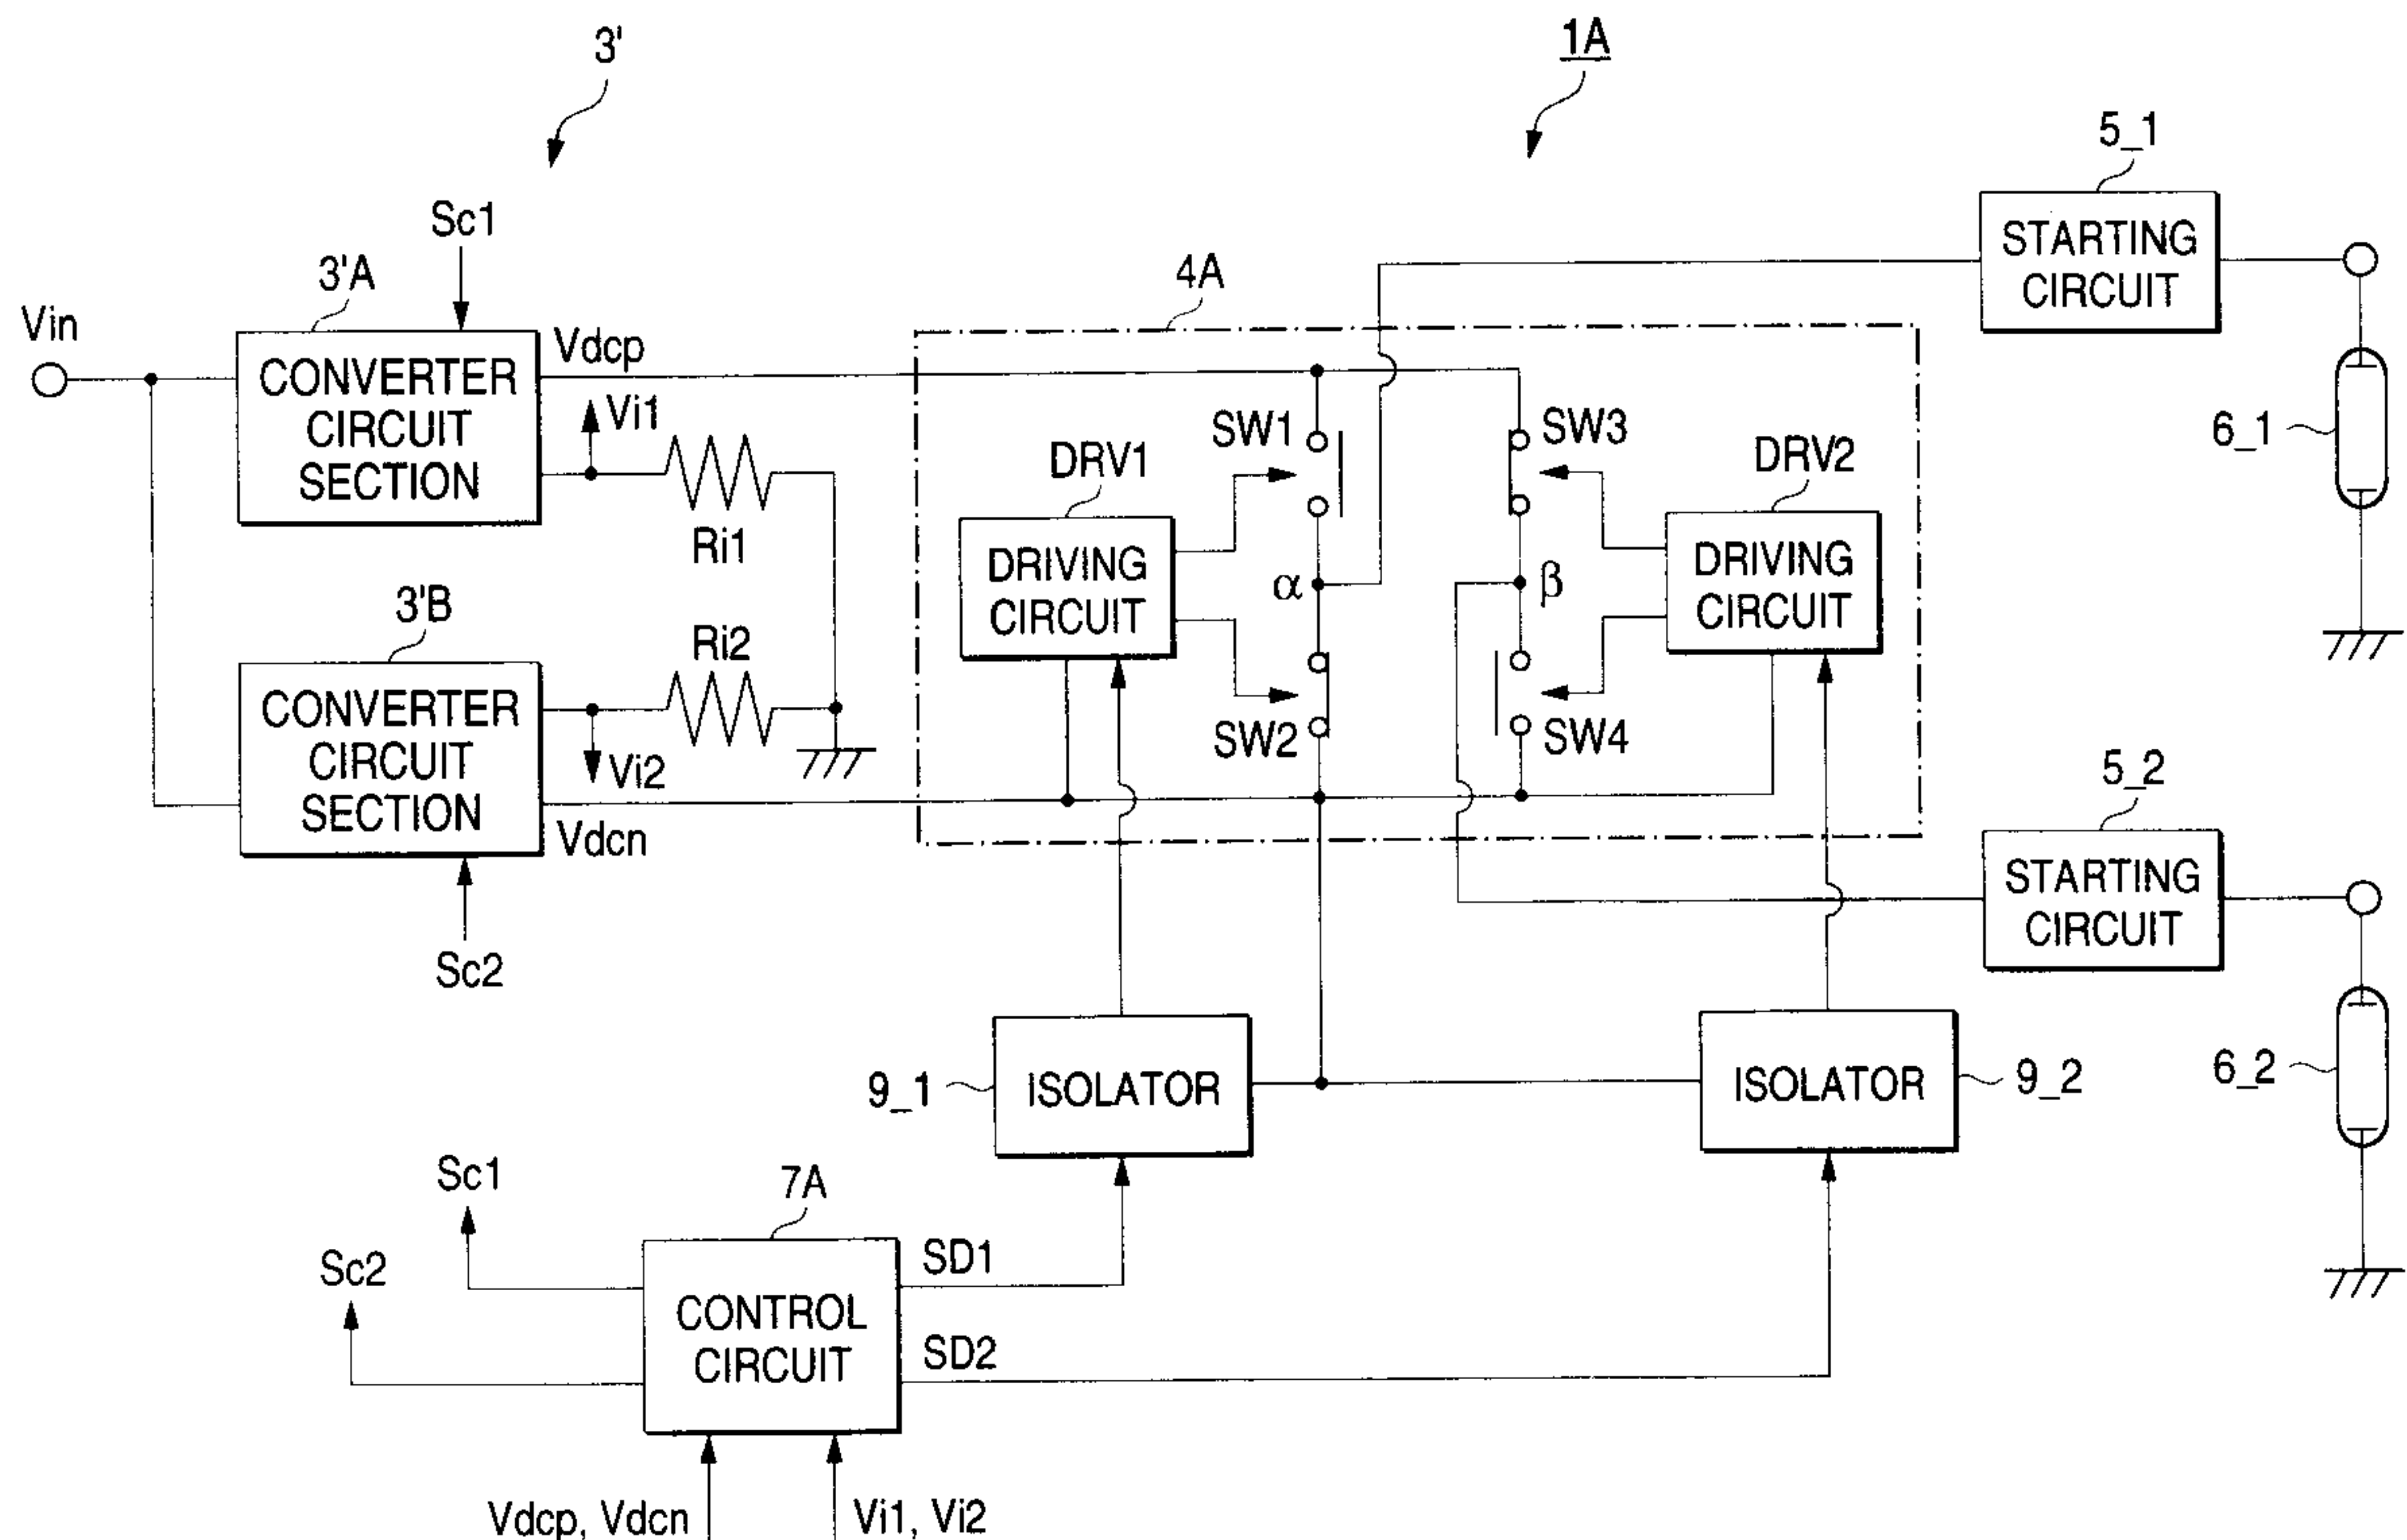 3'
1A
5_1
STARTING
CIRCUIT
Sc1
3'A
4A
Vin
Vdcp
CONVERTER
CIRCUIT
SECTION
Vi1
Ri1
SW1
SW3
6_1
DRV1
DRV2
DRIVING
CIRCUIT
α
β
DRIVING
CIRCUIT
3'B
Ri2
CONVERTER
CIRCUIT
SECTION
Vi2
SW2
SW4
Vdcn
5_2
STARTING
CIRCUIT
Sc2
9_1
ISOLATOR
ISOLATOR
9_2
6_2
Sc1
7A
Sc2
SD1
CONTROL
CIRCUIT
SD2
Vdcp, Vdcn
Vi1, Vi2